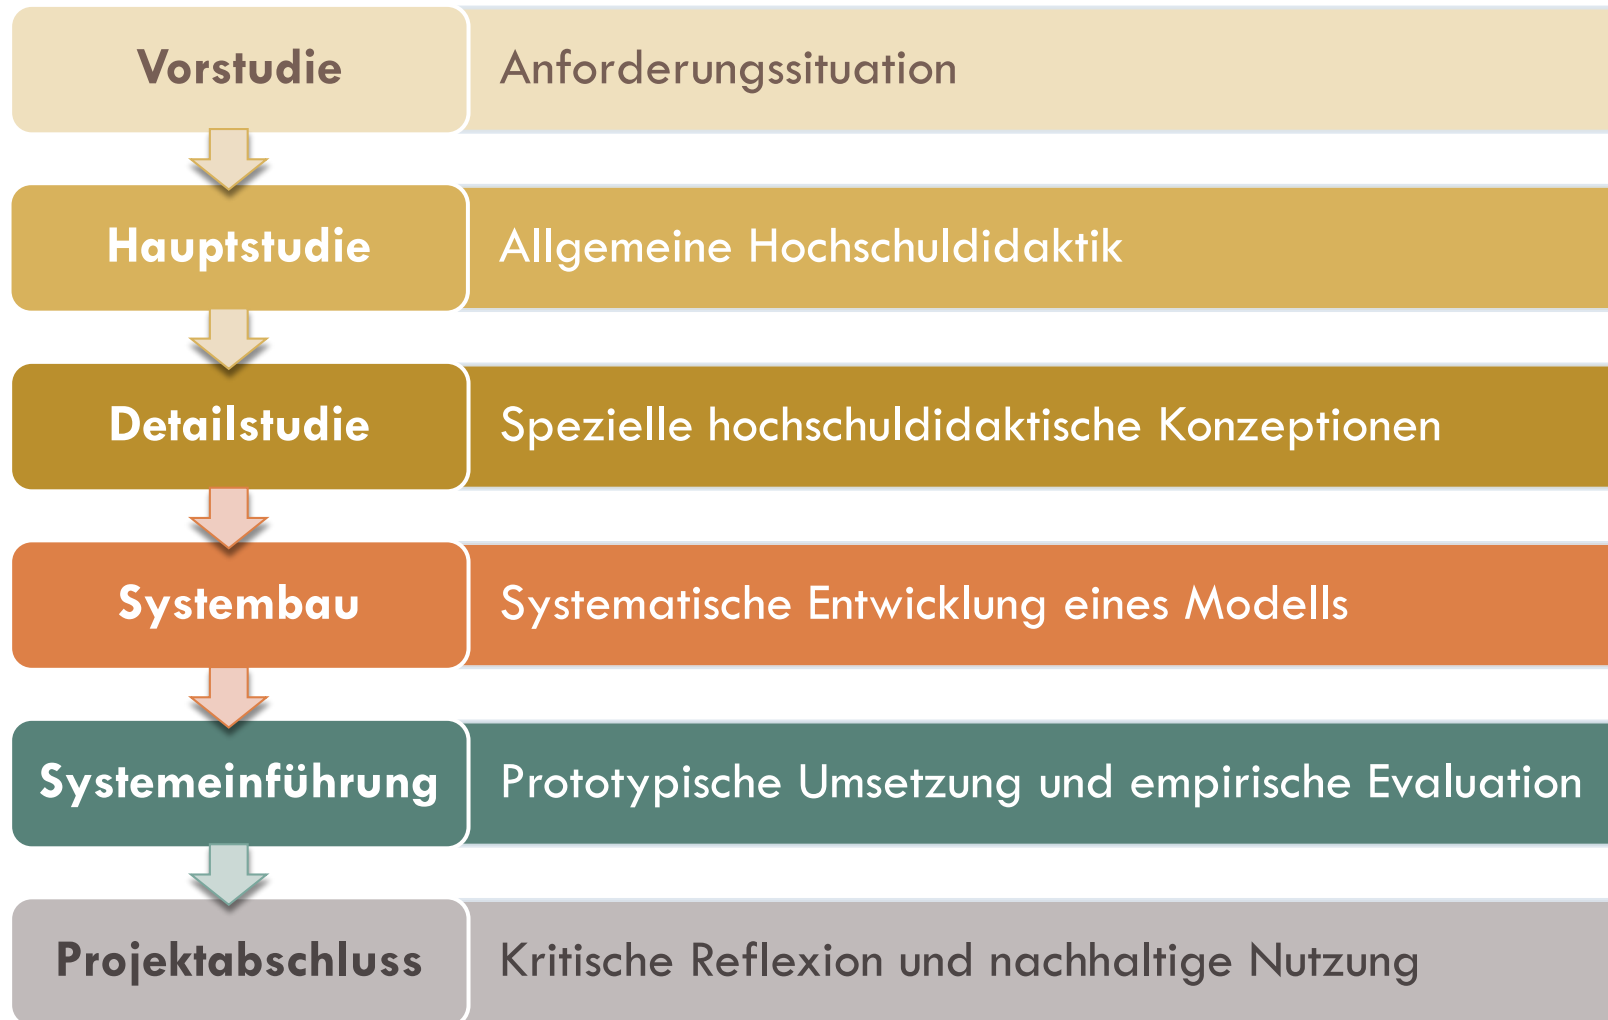 Vorstudie
Anforderungssituation
Hauptstudie
Allgemeine Hochschuldidaktik
Detailstudie
Spezielle hochschuldidaktische Konzeptionen
Systembau
Systematische Entwicklung eines Modells
Systemeinführung
Prototypische Umsetzung und empirische Evaluation
Projektabschluss
Kritische Reflexion und nachhaltige Nutzung